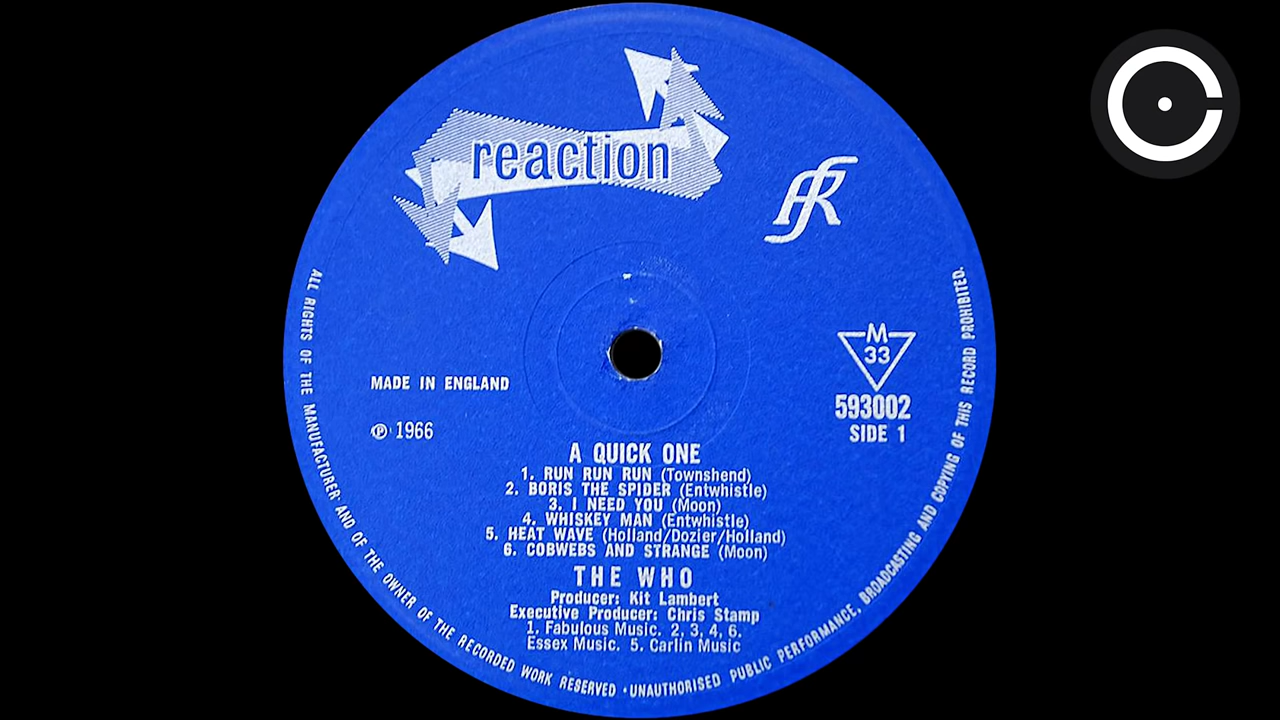 reaction
MADE IN ENGLAND
℗ 1966
M
33
593002
SIDE 1
A QUICK ONE
1. RUN RUN RUN (Townshend)
2. BORIS THE SPIDER (Entwhistle)
3. I NEED YOU (Moon)
4. WHISKEY MAN (Entwhistle)
5. HEAT WAVE (Holland/Dozier/Holland)
6. COBWEBS AND STRANGE (Moon)
THE WHO
Producer: Kit Lambert
Executive Producer: Chris Stamp
1. Fabulous Music. 2, 3, 4, 6.
Essex Music. 5. Carlin Music
ALL RIGHTS OF THE MANUFACTURER AND OF THE OWNER OF THE RECORDED WORK RESERVED • UNAUTHORISED PUBLIC PERFORMANCE, BROADCASTING AND COPYING OF THIS RECORD PROHIBITED.